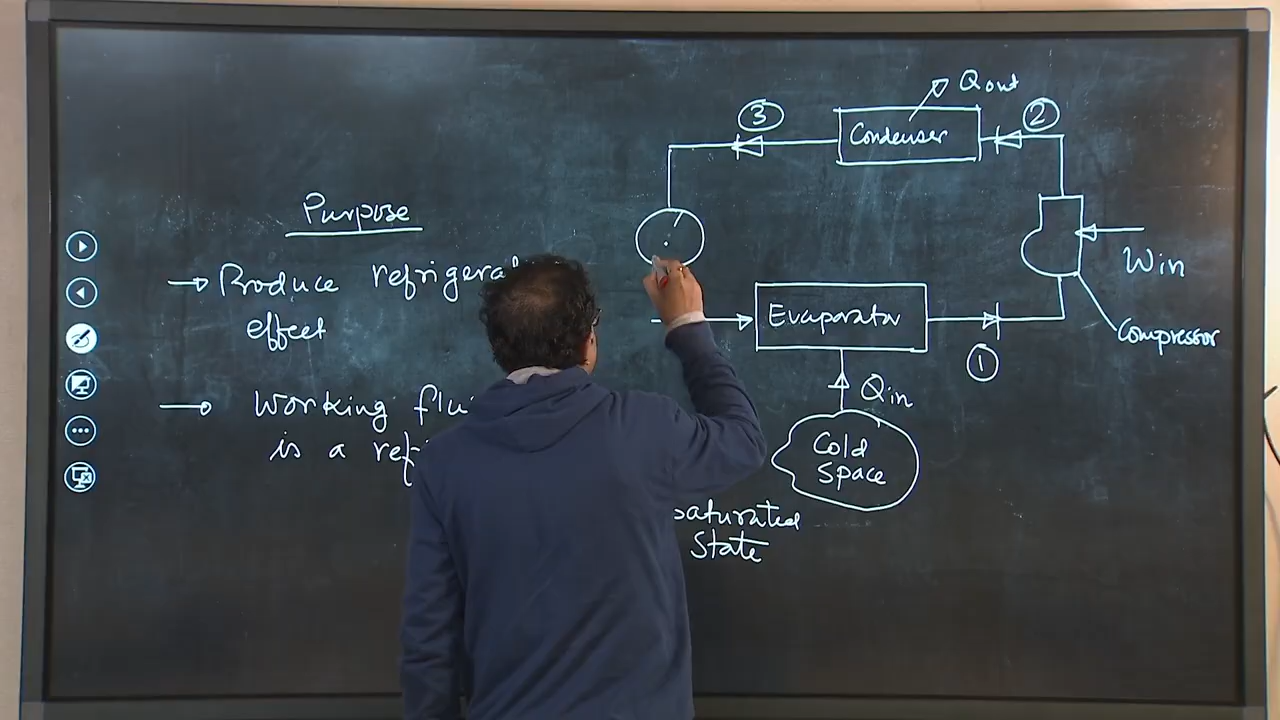 Purpose
→ Produce refrigera
effect
→ Working flu
is a ref
saturated
State
③
Condenser
Qout
②
Win
Compressor
Evaporator
①
Qin
Cold
Space